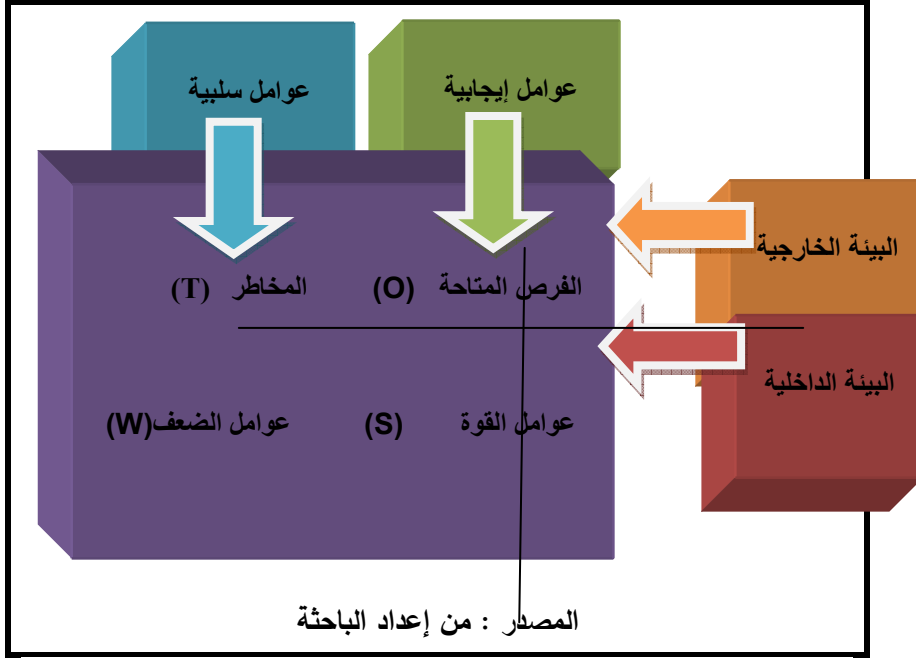 عوامل إيجابية
عوامل سلبية
البيئة الخارجية
الفرص المتاحة (O)
المخاطر (T)
البيئة الداخلية
عوامل القوة (S)
عوامل الضعف(W)
المصدر : من إعداد الباحثة